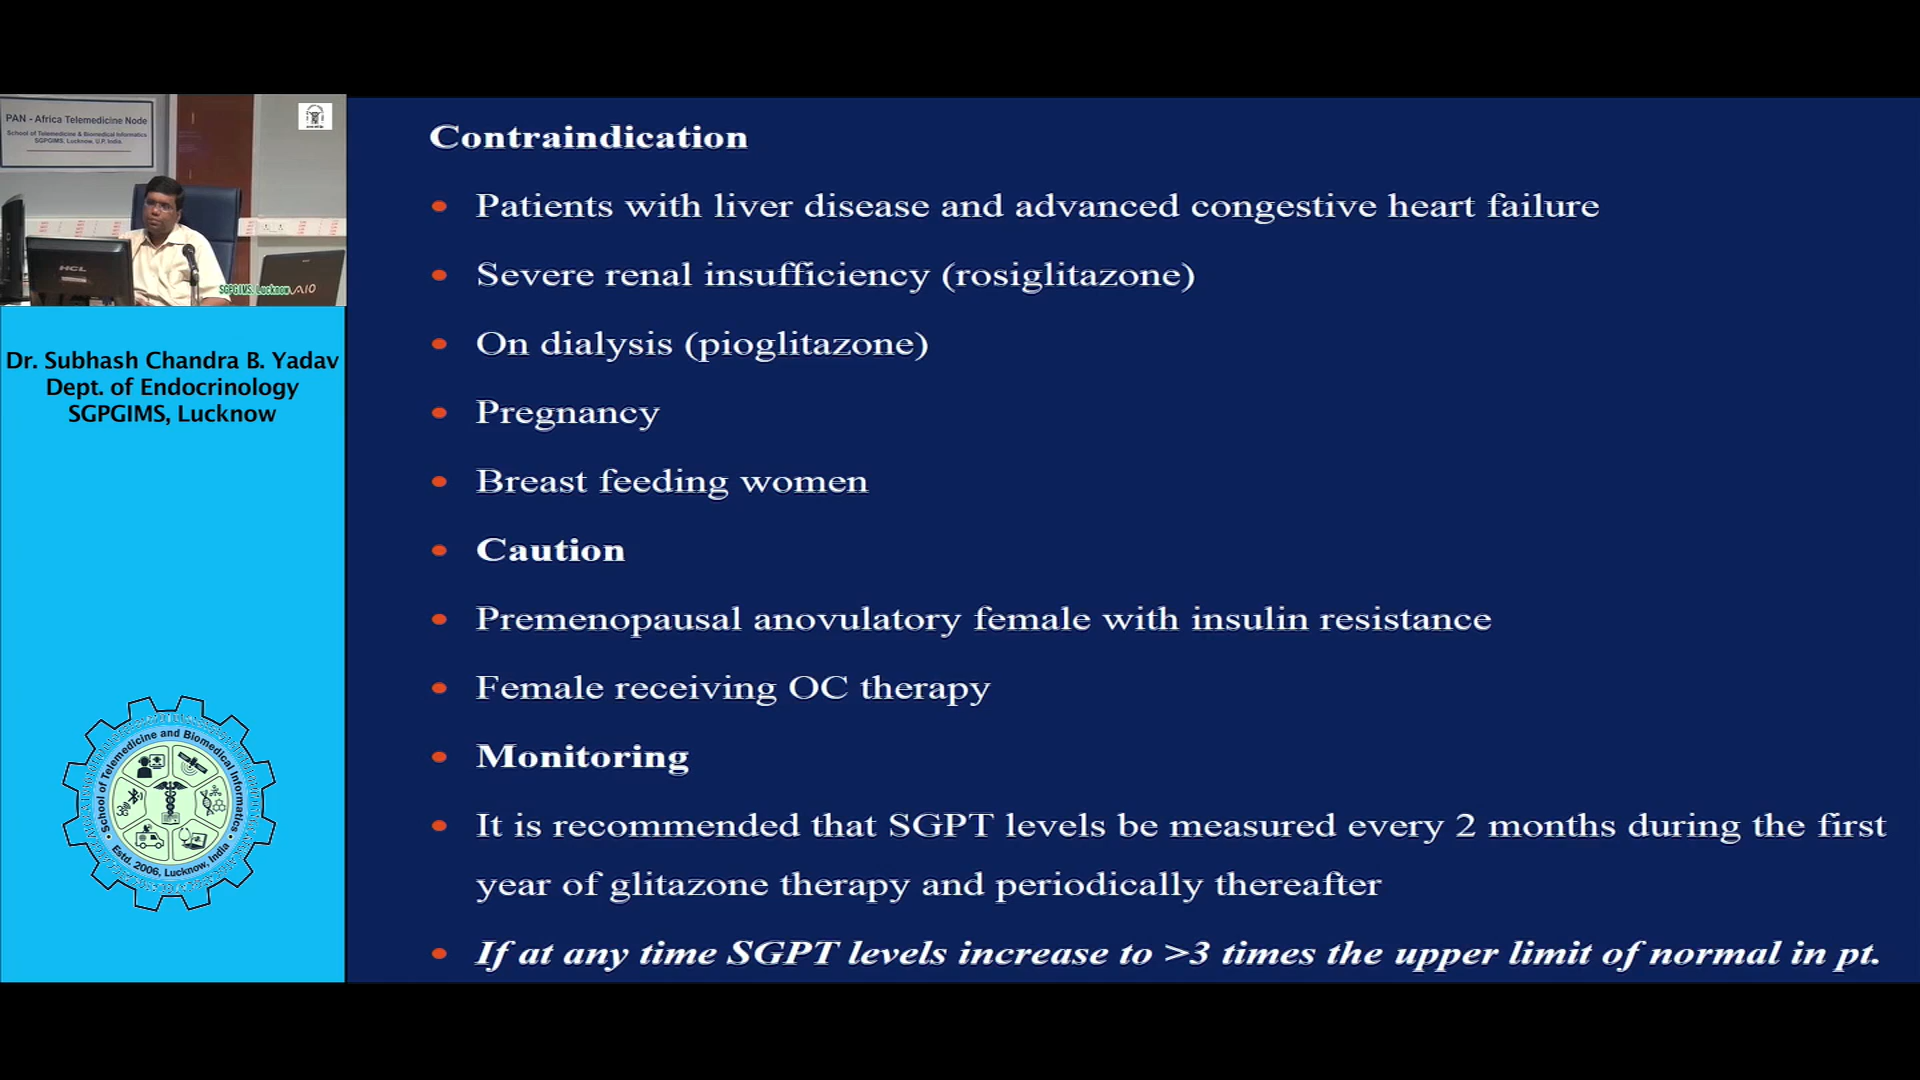 PAN - Africa Telemedicine Node
School of Telemedicine & Biomedical Informatics
SGPGIMS, Lucknow, U.P. India.
HCL
SGPGIMS, Lucknow
VAIO
Dr. Subhash Chandra B. Yadav
Dept. of Endocrinology
SGPGIMS, Lucknow
School of Telemedicine and Biomedical Informatics
Estd. 2006, Lucknow, India
Contraindication
• Patients with liver disease and advanced congestive heart failure
• Severe renal insufficiency (rosiglitazone)
• On dialysis (pioglitazone)
• Pregnancy
• Breast feeding women
• Caution
• Premenopausal anovulatory female with insulin resistance
• Female receiving OC therapy
• Monitoring
• It is recommended that SGPT levels be measured every 2 months during the first
year of glitazone therapy and periodically thereafter
• If at any time SGPT levels increase to >3 times the upper limit of normal in pt.